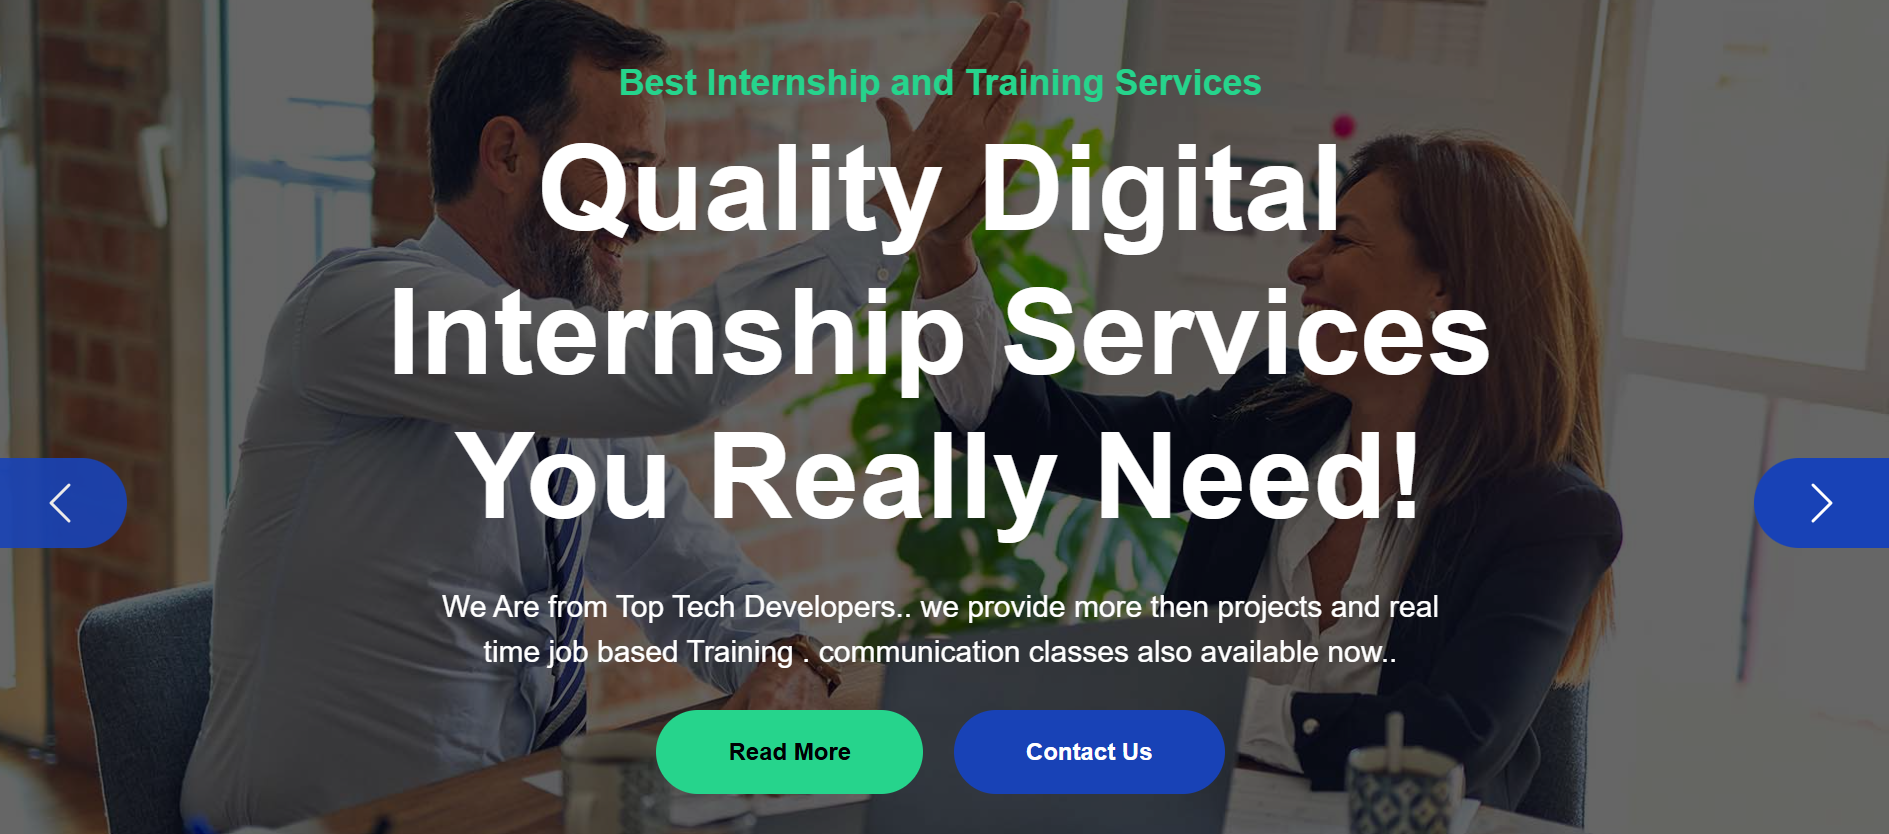 Best Internship and Training Services
Quality Digital
Internship Services
You Really Need!
We Are from Top Tech Developers.. we provide more then projects and real
time job based Training . communication classes also available now..
Read More
Contact Us